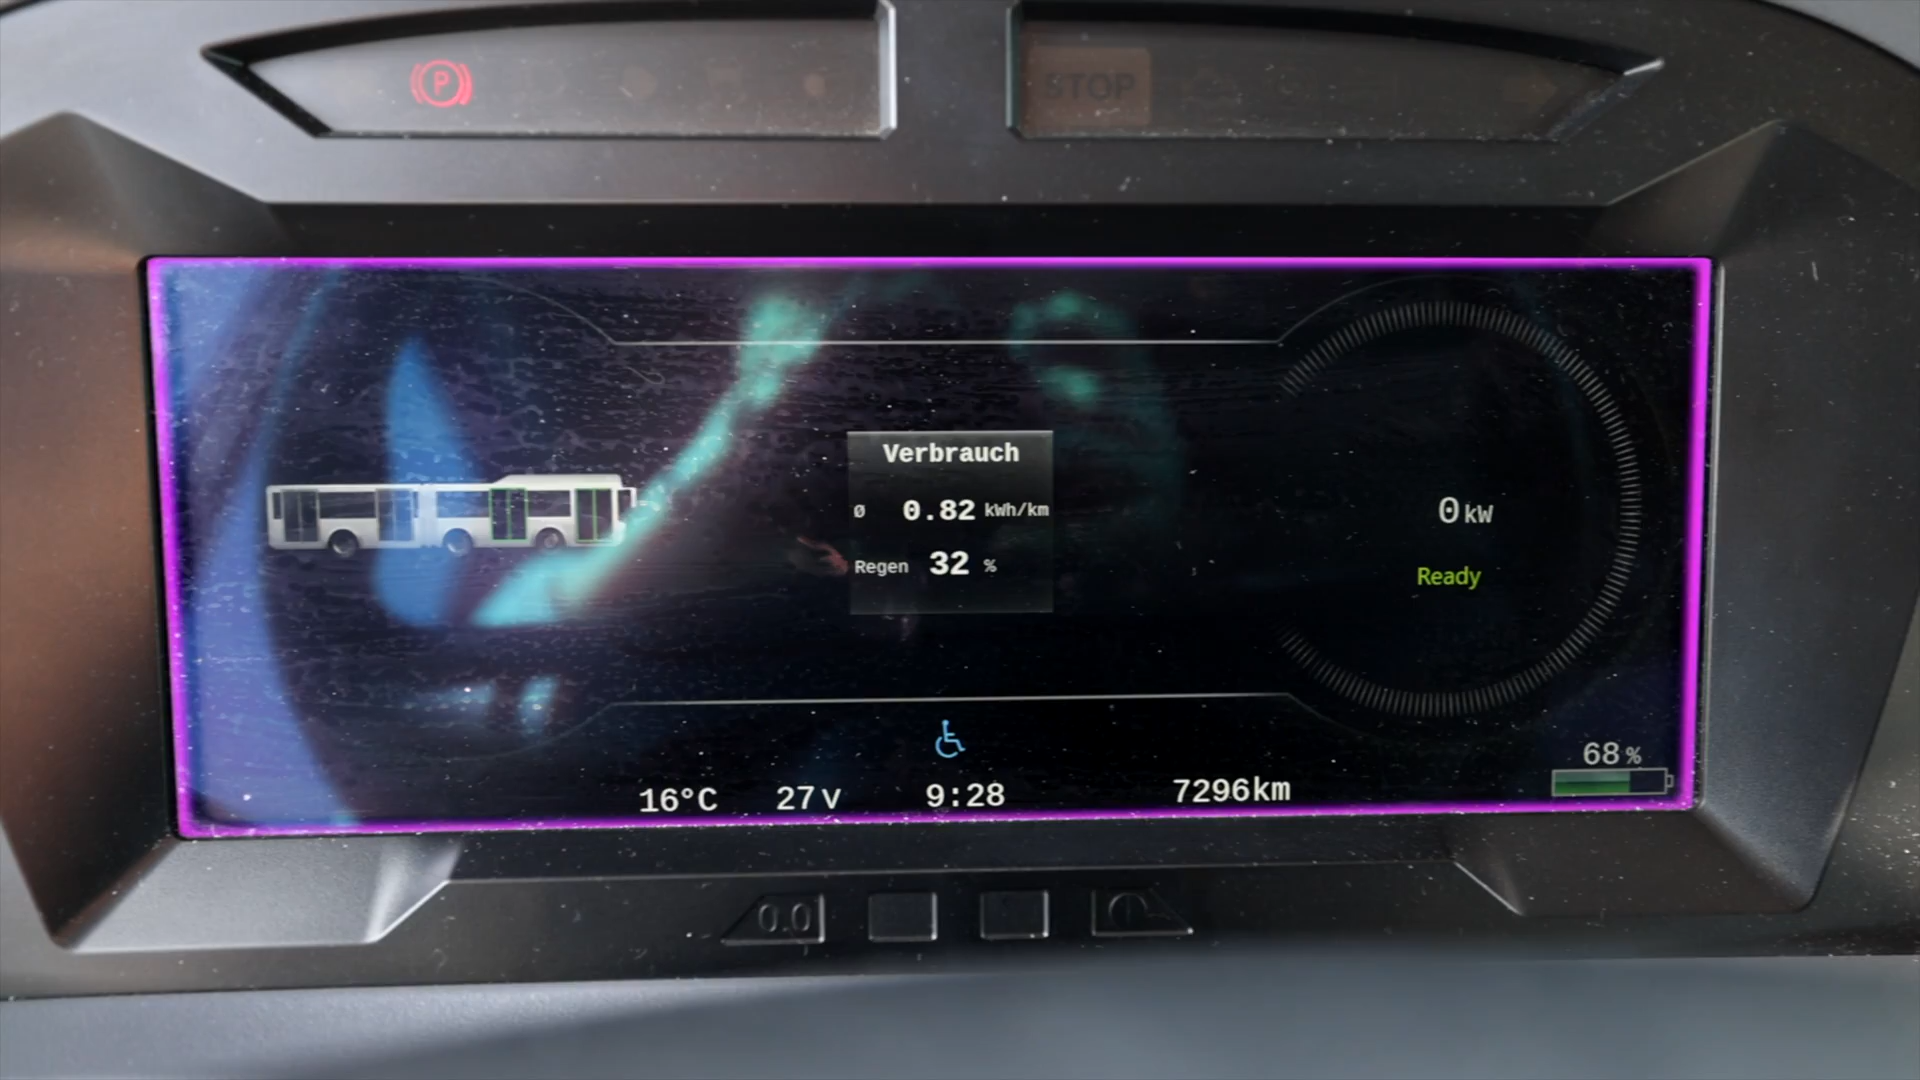 P
STOP
Verbrauch
ø 0.82 kWh/km
Regen 32 %
0 kW
Ready
68 %
16°C 27 V 9:28 7296km
0.0